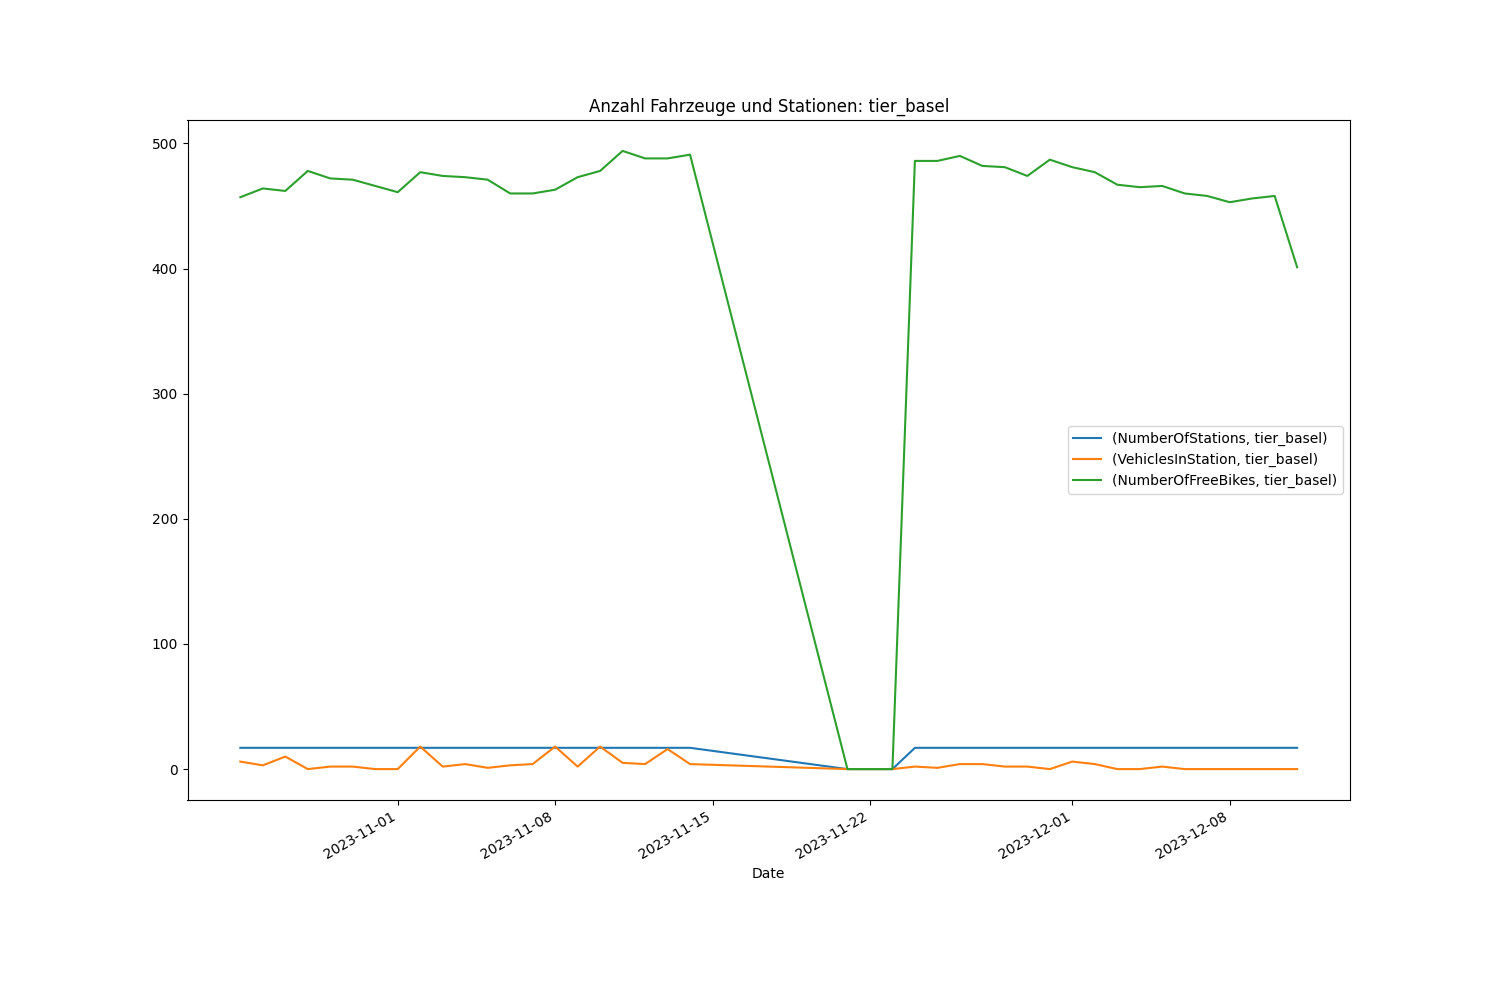 Anzahl Fahrzeuge und Stationen: tier_basel
500
400
300
200
100
0
(NumberOfStations, tier_basel)
(VehiclesInStation, tier_basel)
(NumberOfFreeBikes, tier_basel)
2023-11-01
2023-11-08
2023-11-15
2023-11-22
2023-12-01
2023-12-08
Date